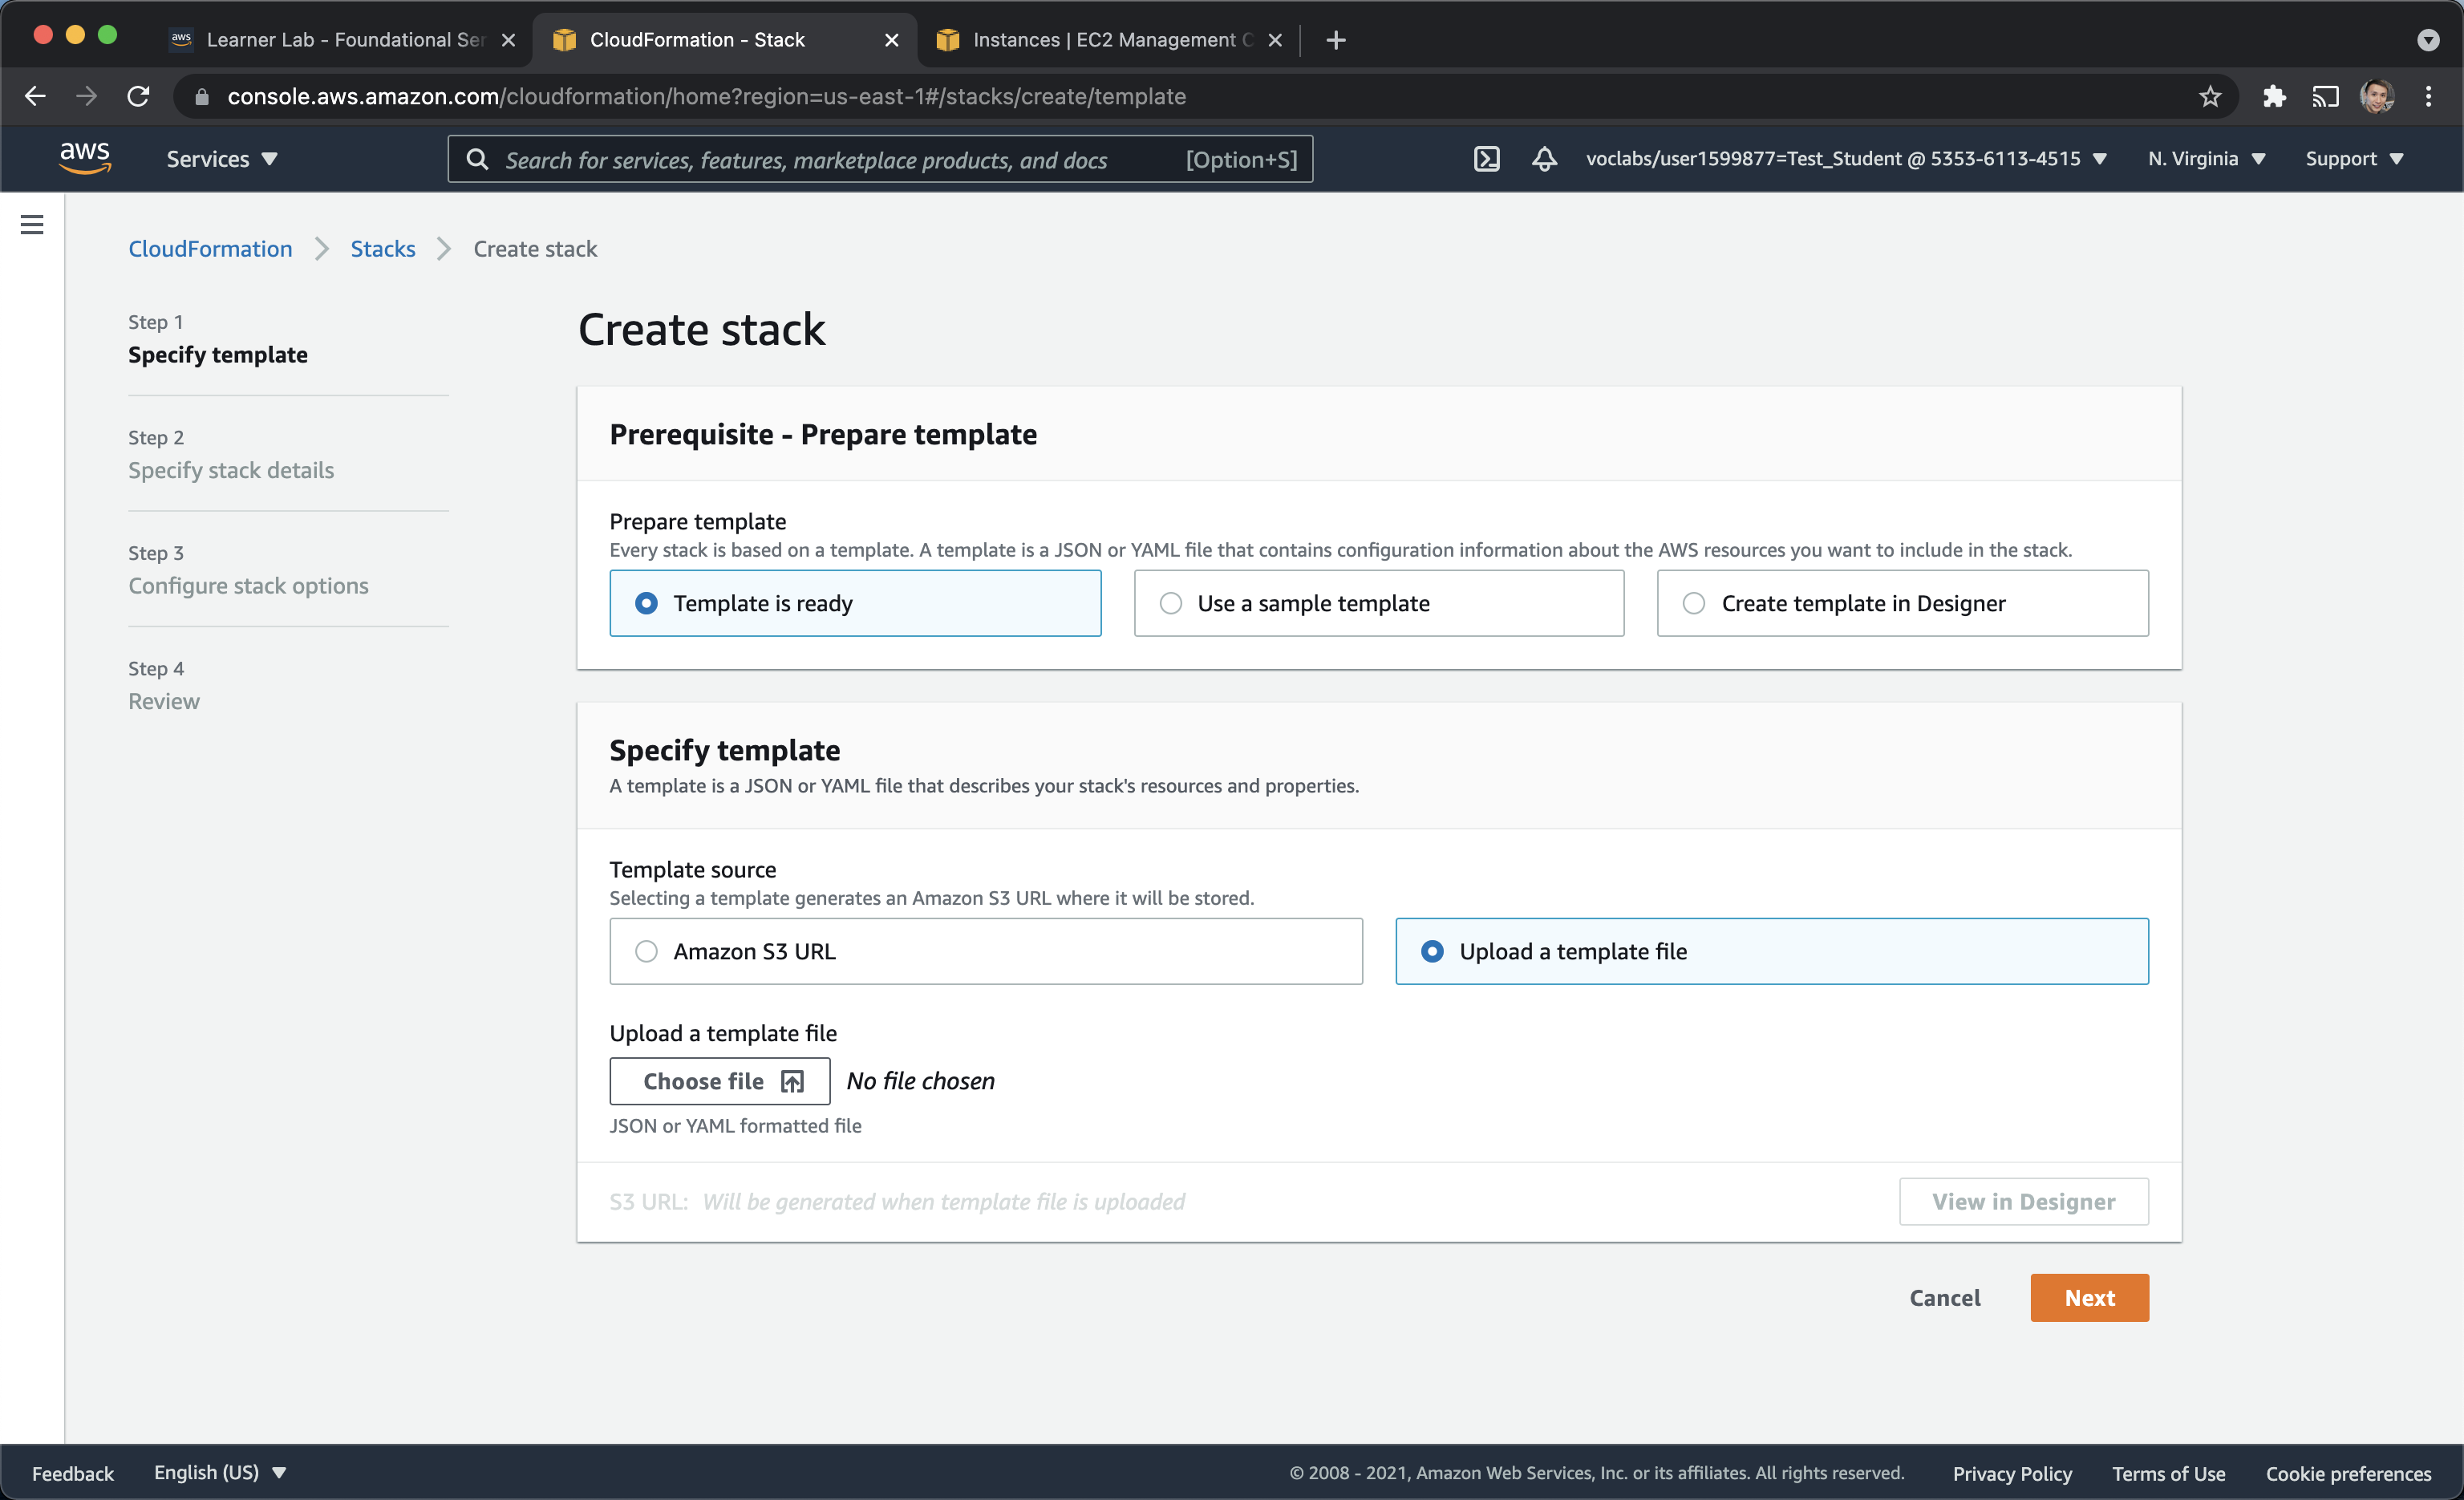 aws Learner Lab - Foundational Ser
CloudFormation - Stack
Instances | EC2 Management C
console.aws.amazon.com/cloudformation/home?region=us-east-1#/stacks/create/template
aws Services Search for services, features, marketplace products, and docs [Option+S] voclabs/user1599877=Test_Student @ 5353-6113-4515 N. Virginia Support
CloudFormation Stacks Create stack
Step 1
Specify template
Step 2
Specify stack details
Step 3
Configure stack options
Step 4
Review
Create stack
Prerequisite - Prepare template
Prepare template
Every stack is based on a template. A template is a JSON or YAML file that contains configuration information about the AWS resources you want to include in the stack.
Template is ready Use a sample template Create template in Designer
Specify template
A template is a JSON or YAML file that describes your stack's resources and properties.
Template source
Selecting a template generates an Amazon S3 URL where it will be stored.
Amazon S3 URL Upload a template file
Upload a template file
Choose file No file chosen
JSON or YAML formatted file
S3 URL: Will be generated when template file is uploaded View in Designer
Cancel Next
Feedback English (US) © 2008 - 2021, Amazon Web Services, Inc. or its affiliates. All rights reserved. Privacy Policy Terms of Use Cookie preferences